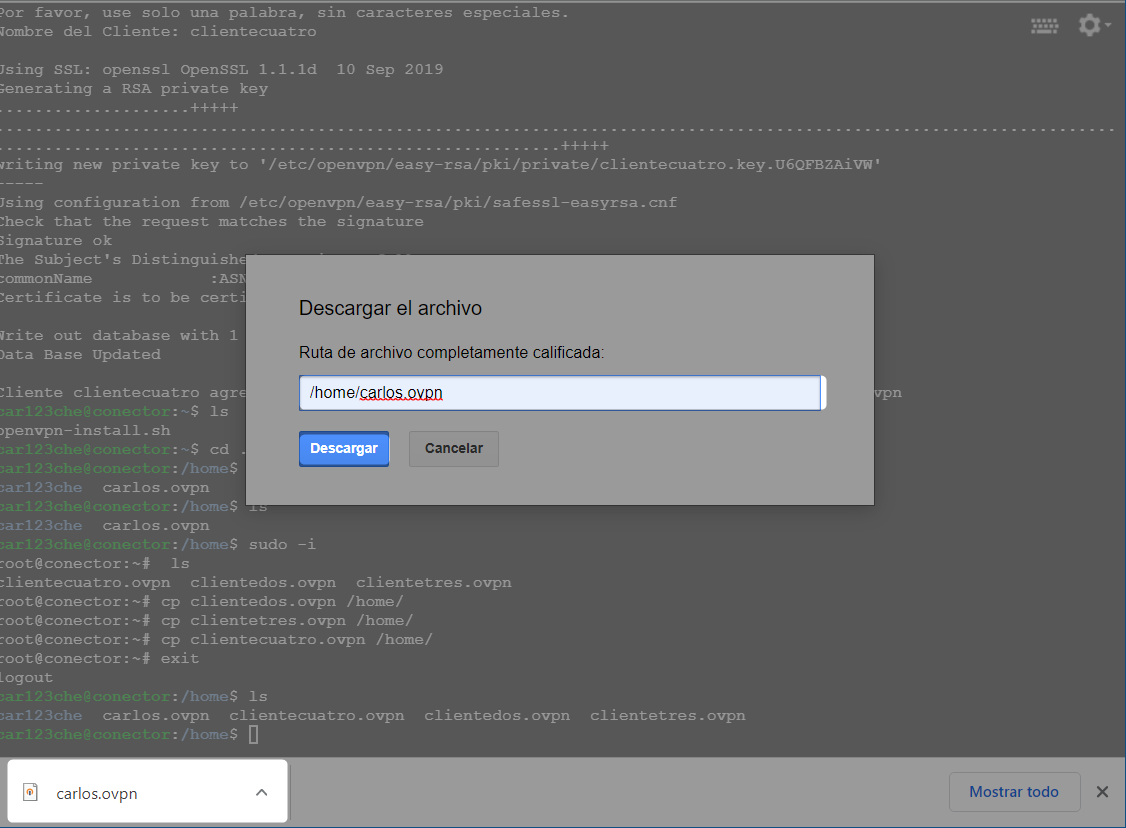 Por favor, use solo una palabra, sin caracteres especiales.
Nombre del Cliente: clientecuatro
Using SSL: openssl OpenSSL 1.1.1d  10 Sep 2019
Generating a RSA private key
....................+++++
..................................................................................................................
..........................................................+++++
writing new private key to '/etc/openvpn/easy-rsa/pki/private/clientecuatro.key.U6QFBZAiVW'
-----
Using configuration from /etc/openvpn/easy-rsa/pki/safessl-easyrsa.cnf
Check that the request matches the signature
Signature ok
The Subject's Distinguishe
commonName            :ASN
Certificate is to be certi
Write out database with 1
Data Base Updated
Cliente clientecuatro agre
vpn
car123che@conector:~$ ls
openvpn-install.sh
car123che@conector:~$ cd .
car123che@conector:/home$
car123che  carlos.ovpn
car123che@conector:/home$ ls
car123che  carlos.ovpn
car123che@conector:/home$ sudo -i
root@conector:~#  ls
clientecuatro.ovpn  clientedos.ovpn  clientetres.ovpn
root@conector:~# cp clientedos.ovpn /home/
root@conector:~# cp clientetres.ovpn /home/
root@conector:~# cp clientecuatro.ovpn /home/
root@conector:~# exit
logout
car123che@conector:/home$ ls
car123che  carlos.ovpn  clientecuatro.ovpn  clientedos.ovpn  clientetres.ovpn
car123che@conector:/home$
Descargar el archivo
Ruta de archivo completamente calificada:
/home/carlos.ovpn
Descargar
Cancelar
carlos.ovpn
Mostrar todo